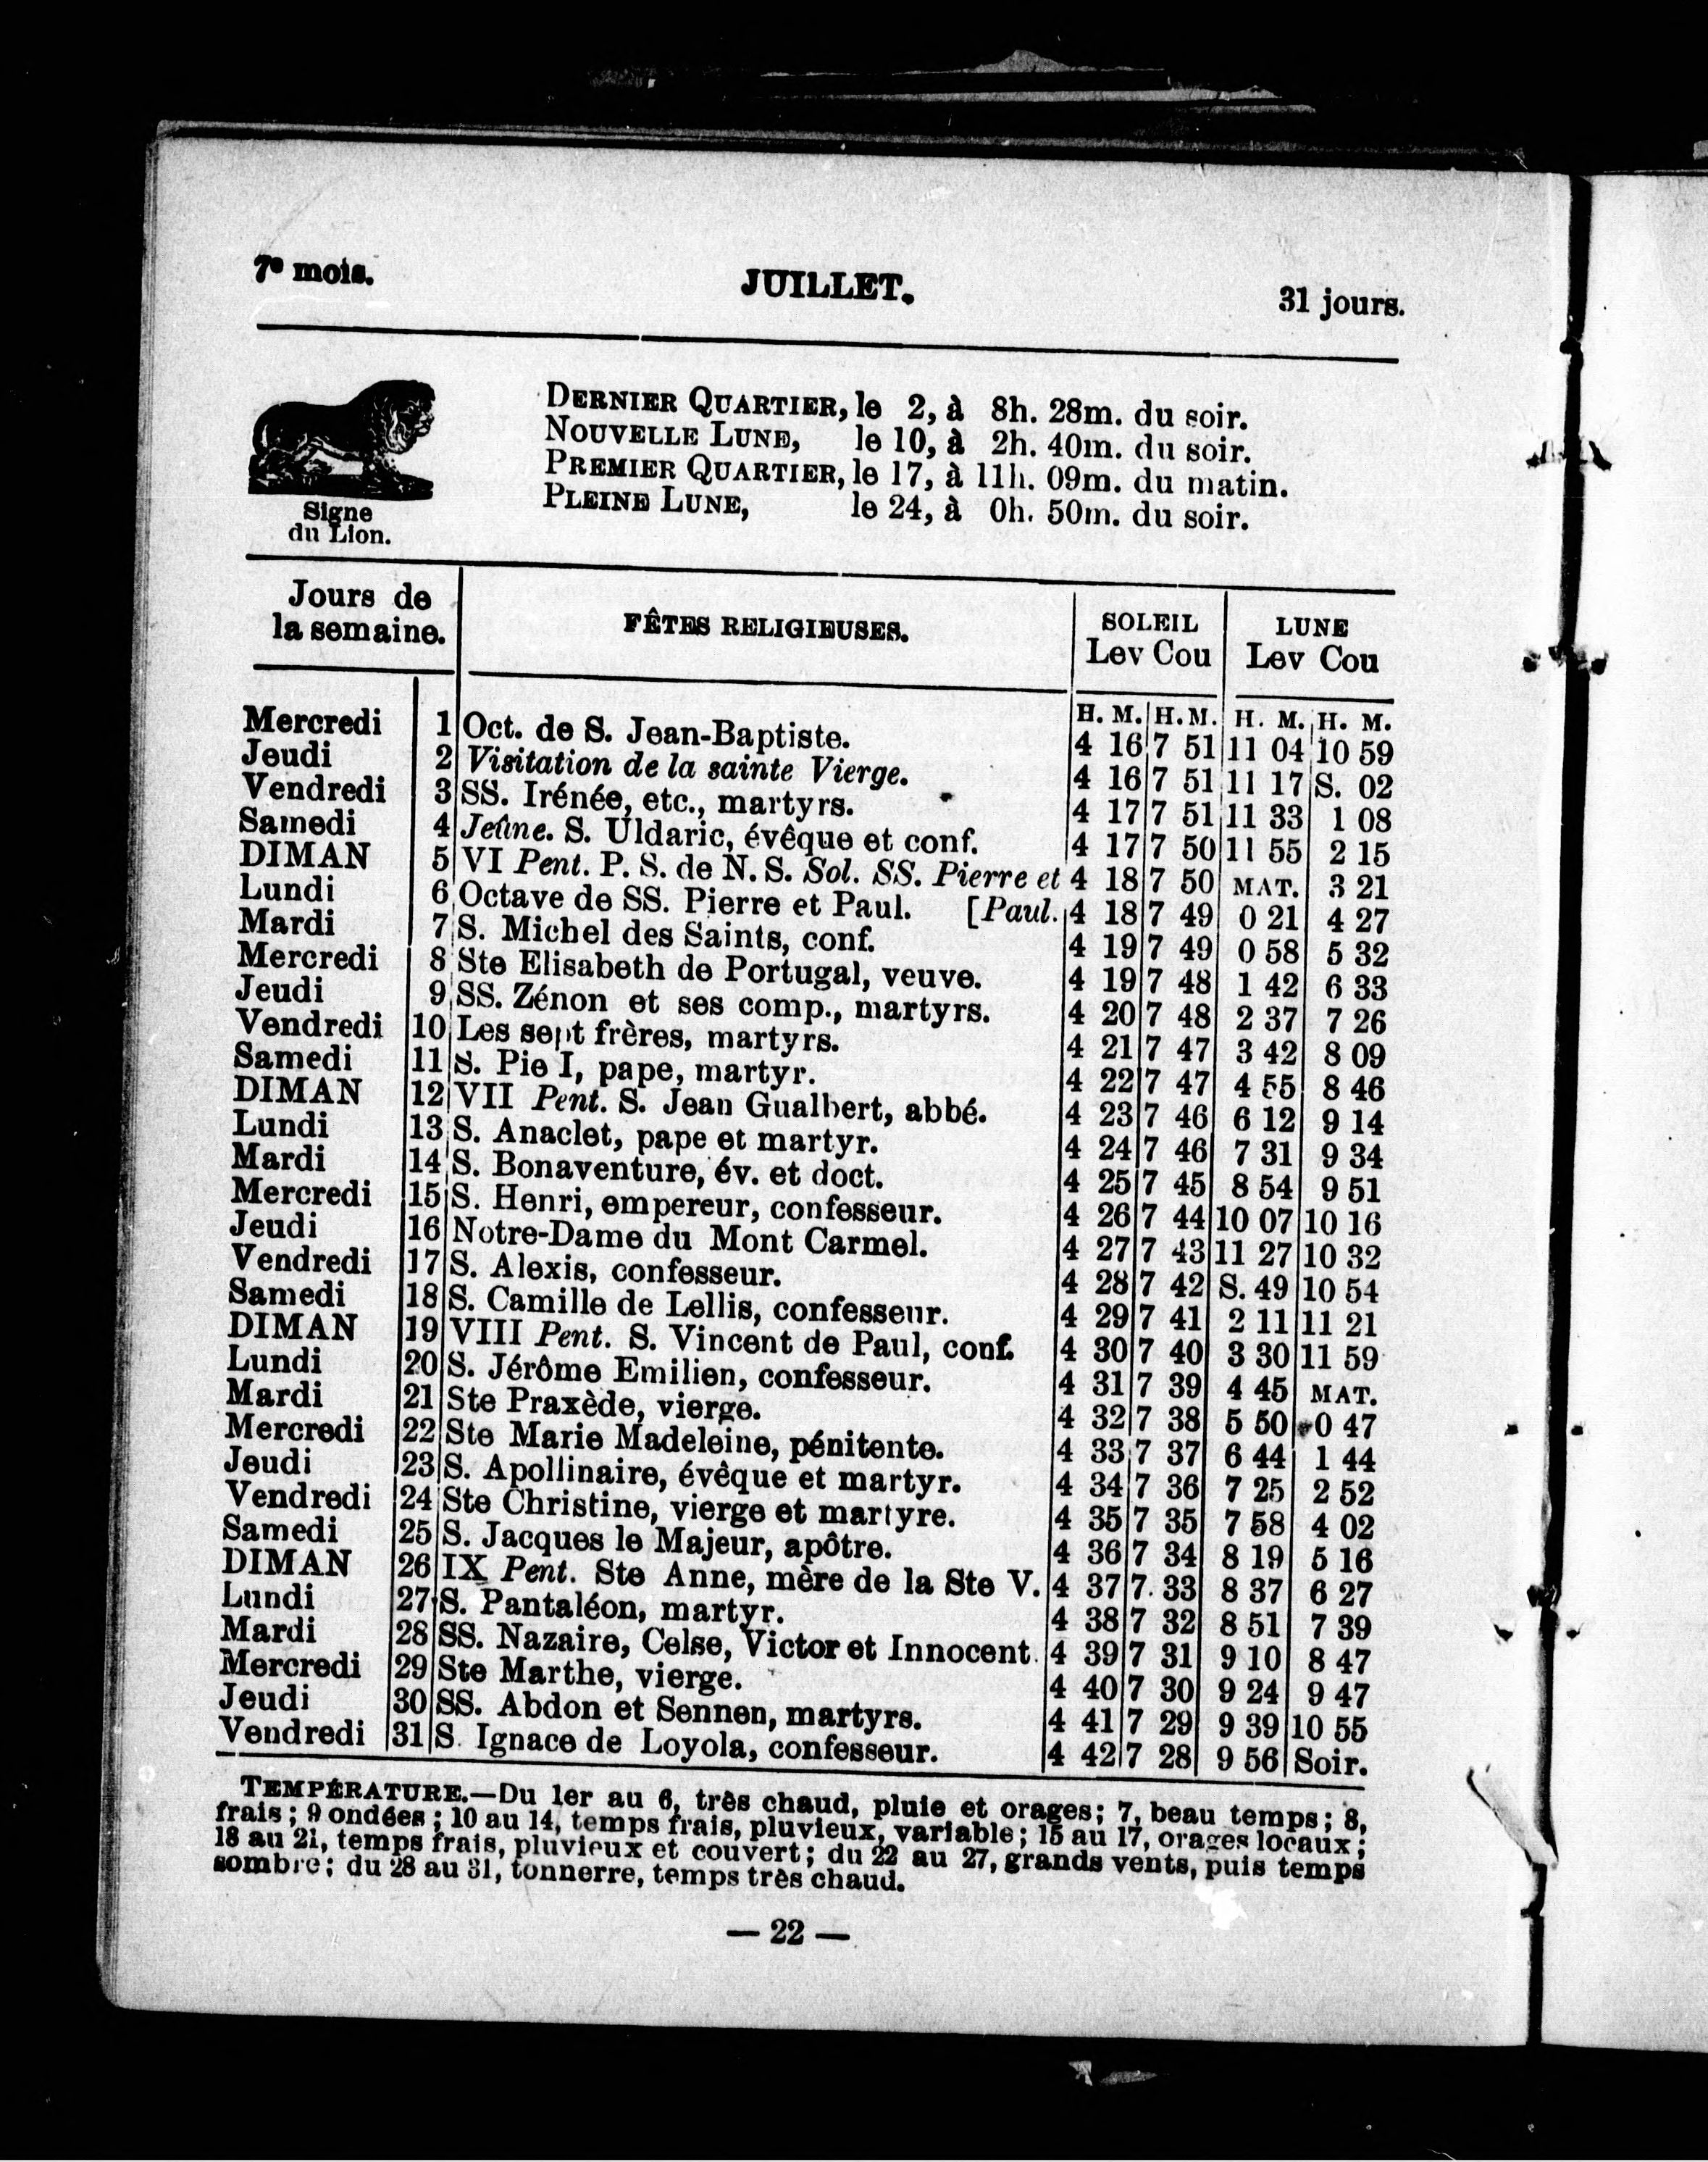 7e mois.
JUILLET.
31 jours.
Signe
du Lion.
DERNIER QUARTIER, le 2, à 8h. 28m. du soir.
NOUVELLE LUNE, le 10, à 2h. 40m. du soir.
PREMIER QUARTIER, le 17, à 11h. 09m. du matin.
PLEINE LUNE, le 24, à 0h. 50m. du soir.
Jours de
la semaine.
FÊTES RELIGIEUSES.
SOLEIL
Lev Cou
LUNE
Lev Cou
H. M. H. M. H. M. H. M.
Mercredi 1 Oct. de S. Jean-Baptiste. 4 16 7 51 11 04 10 59
Jeudi 2 Visitation de la sainte Vierge. 4 16 7 51 11 17 S. 02
Vendredi 3 SS. Irénée, etc., martyrs. 4 17 7 51 11 33 1 08
Samedi 4 Jeûne. S. Uldaric, évêque et conf. 4 17 7 50 11 55 2 15
DIMAN 5 VI Pent. P. S. de N. S. Sol. SS. Pierre et 4 18 7 50 MAT. 3 21
Lundi 6 Octave de SS. Pierre et Paul. [Paul. 4 18 7 49 0 21 4 27
Mardi 7 S. Michel des Saints, conf. 4 19 7 49 0 58 5 32
Mercredi 8 Ste Elisabeth de Portugal, veuve. 4 19 7 48 1 42 6 33
Jeudi 9 SS. Zénon et ses comp., martyrs. 4 20 7 48 2 37 7 26
Vendredi 10 Les sept frères, martyrs. 4 21 7 47 3 42 8 09
Samedi 11 S. Pie I, pape, martyr. 4 22 7 47 4 55 8 46
DIMAN 12 VII Pent. S. Jean Gualbert, abbé. 4 23 7 46 6 12 9 14
Lundi 13 S. Anaclet, pape et martyr. 4 24 7 46 7 31 9 34
Mardi 14 S. Bonaventure, év. et doct. 4 25 7 45 8 54 9 51
Mercredi 15 S. Henri, empereur, confesseur. 4 26 7 44 10 07 10 16
Jeudi 16 Notre-Dame du Mont Carmel. 4 27 7 43 11 27 10 32
Vendredi 17 S. Alexis, confesseur. 4 28 7 42 S. 49 10 54
Samedi 18 S. Camille de Lellis, confesseur. 4 29 7 41 2 11 11 21
DIMAN 19 VIII Pent. S. Vincent de Paul, conf. 4 30 7 40 3 30 11 59
Lundi 20 S. Jérôme Emilien, confesseur. 4 31 7 39 4 45 MAT.
Mardi 21 Ste Praxède, vierge. 4 32 7 38 5 50 0 47
Mercredi 22 Ste Marie Madeleine, pénitente. 4 33 7 37 6 44 1 44
Jeudi 23 S. Apollinaire, évêque et martyr. 4 34 7 36 7 25 2 52
Vendredi 24 Ste Christine, vierge et martyre. 4 35 7 35 7 58 4 02
Samedi 25 S. Jacques le Majeur, apôtre. 4 36 7 34 8 19 5 16
DIMAN 26 IX Pent. Ste Anne, mère de la Ste V. 4 37 7 33 8 37 6 27
Lundi 27 S. Pantaléon, martyr. 4 38 7 32 8 51 7 39
Mardi 28 SS. Nazaire, Celse, Victor et Innocent. 4 39 7 31 9 10 8 47
Mercredi 29 Ste Marthe, vierge. 4 40 7 30 9 24 9 47
Jeudi 30 SS. Abdon et Sennen, martyrs. 4 41 7 29 9 39 10 55
Vendredi 31 S. Ignace de Loyola, confesseur. 4 42 7 28 9 56 Soir.
TEMPÉRATURE.—Du 1er au 6, très chaud, pluie et orages; 7, beau temps; 8,
frais; 9 ondées; 10 au 14, temps frais, pluvieux, variable; 15 au 17, orages locaux;
18 au 21, temps frais, pluvieux et couvert; du 22 au 27, grands vents, puis temps
sombre; du 28 au 31, tonnerre, temps très chaud.
— 22 —